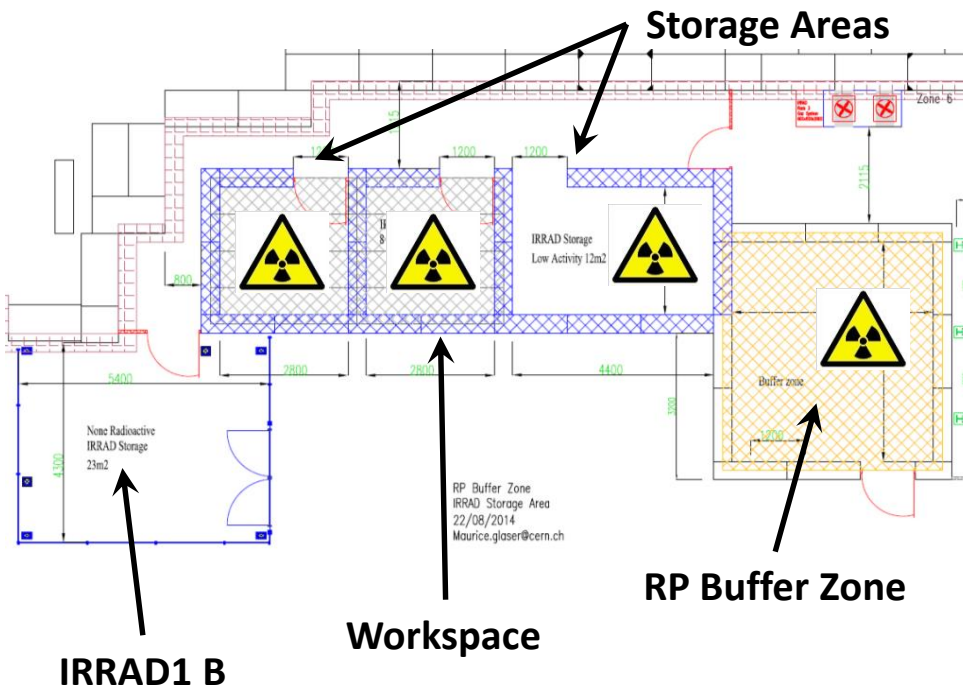 Storage Areas
Zone 6
1200
1200
2115
IRRAD Storage
Low Activity 12m2
800
2800
2800
4400
5400
Buffer zone
None Radioactive
IRRAD Storage
23m2
4300
1200
RP Buffer Zone
IRRAD Storage Area
22/08/2014
Maurice.glaser@cern.ch
RP Buffer Zone
Workspace
IRRAD1 B